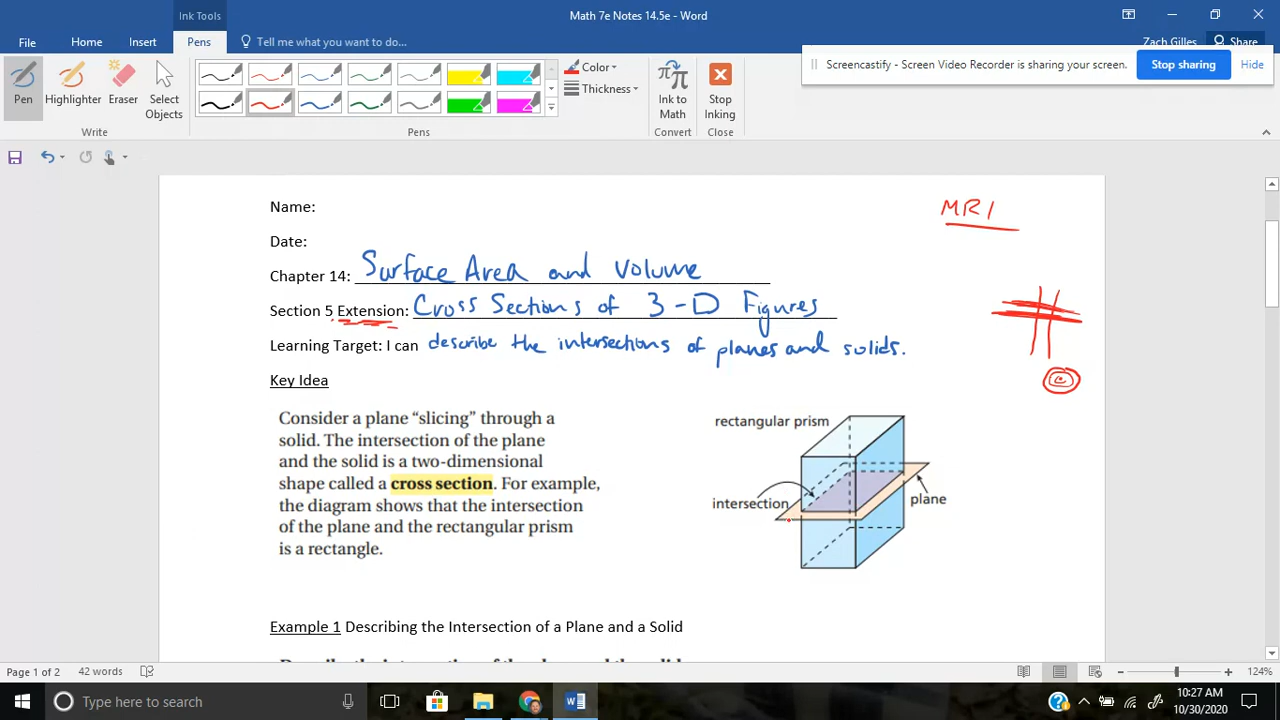 Ink Tools
Math 7e Notes 14.5e - Word
File
Home
Insert
Pens
Tell me what you want to do...
Zach Gilles
Share
Screencastify - Screen Video Recorder is sharing your screen.
Stop sharing
Hide
Pen
Highlighter
Eraser
Select Objects
Color
Thickness
Ink to Math
Stop Inking
Write
Pens
Convert
Close
Name:
MRI
Date:
Chapter 14: Surface Area and Volume
Section 5 Extension: Cross Sections of 3-D Figures
Learning Target: I can describe the intersections of planes and solids.
Key Idea
Consider a plane “slicing” through a
solid. The intersection of the plane
and the solid is a two-dimensional
shape called a cross section. For example,
the diagram shows that the intersection
of the plane and the rectangular prism
is a rectangle.
rectangular prism
intersection
plane
Example 1 Describing the Intersection of a Plane and a Solid
Page 1 of 2
42 words
124%
Type here to search
10:27 AM
10/30/2020